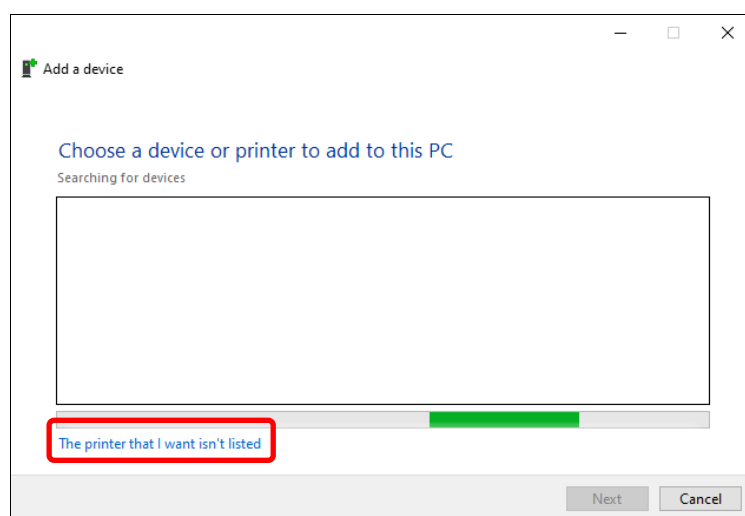 Add a device
Choose a device or printer to add to this PC
Searching for devices
The printer that I want isn't listed
Next
Cancel